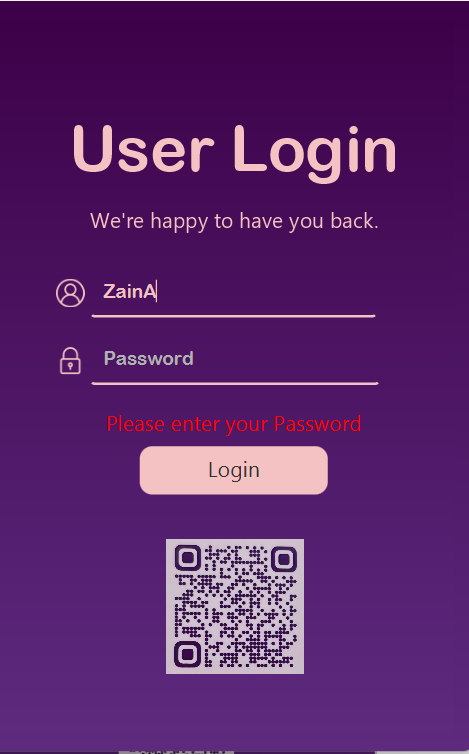 User Login
We're happy to have you back.
ZainA
Password
Please enter your Password
Login